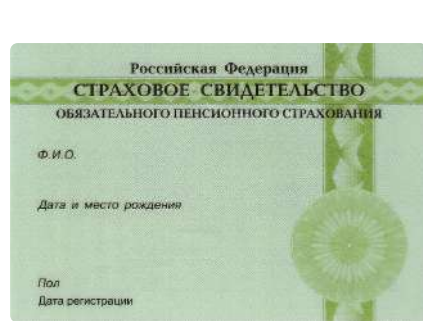 Российская Федерация
СТРАХОВОЕ СВИДЕТЕЛЬСТВО
ОБЯЗАТЕЛЬНОГО ПЕНСИОННОГО СТРАХОВАНИЯ
Ф.И.О.
Дата и место рождения
Пол
Дата регистрации